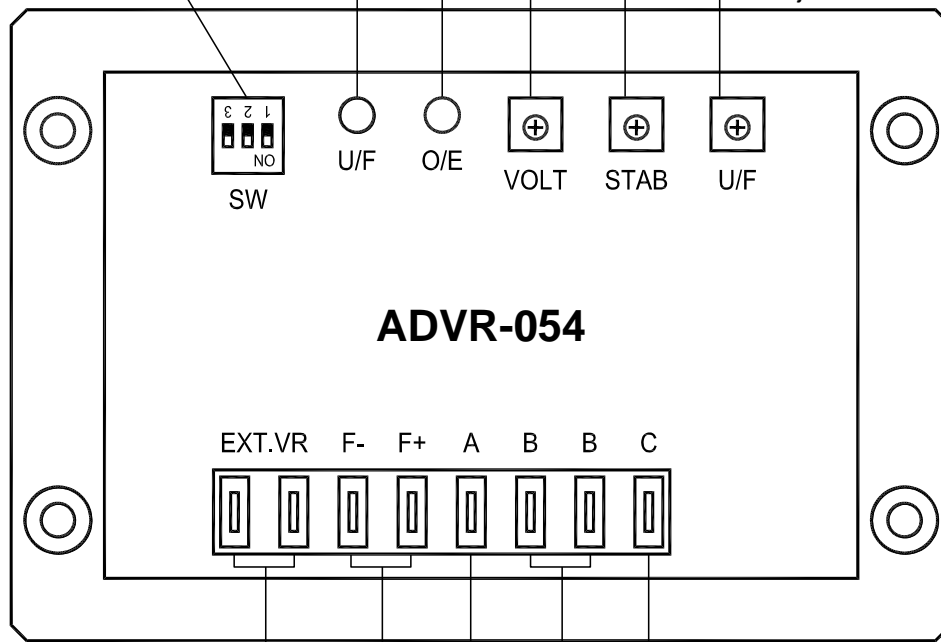 3 2 1
ON
SW
U/F
O/E
VOLT
STAB
U/F
ADVR-054
EXT.VR F- F+ A B B C